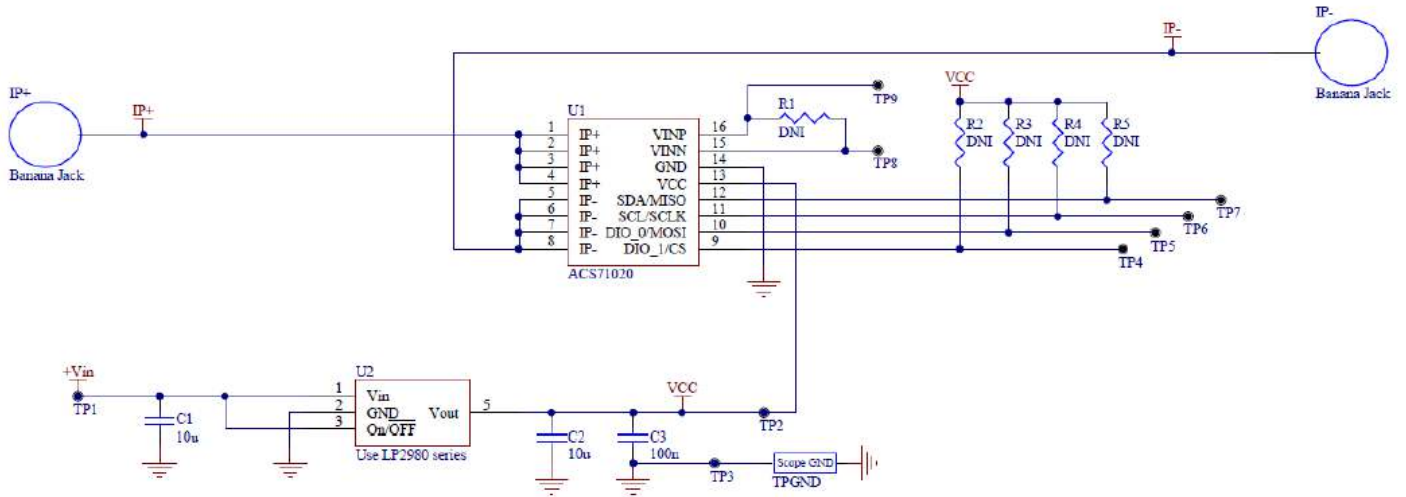 IP-
IP-
Banana Jack
IP+
IP+
Banana Jack
U1
1 IP+ VINP 16
2 IP+ VINN 15
3 IP+ GND 14
4 IP+ VCC 13
5 IP- SDA/MISO 12
6 IP- SCL/SCLK 11
7 IP- DIO_0/MOSI 10
8 IP- DIO_1/CS 9
ACS71020
TP9
R1
DNI
TP8
VCC
R2
DNI
R3
DNI
R4
DNI
R5
DNI
TP7
TP6
TP5
TP4
+Vin
TP1
C1
10u
U2
1 Vin
2 GND Vout 5
3 On/OFF
Use LP2980 series
VCC
TP2
C2
10u
C3
100n
TP3
Scope GND
TPGND